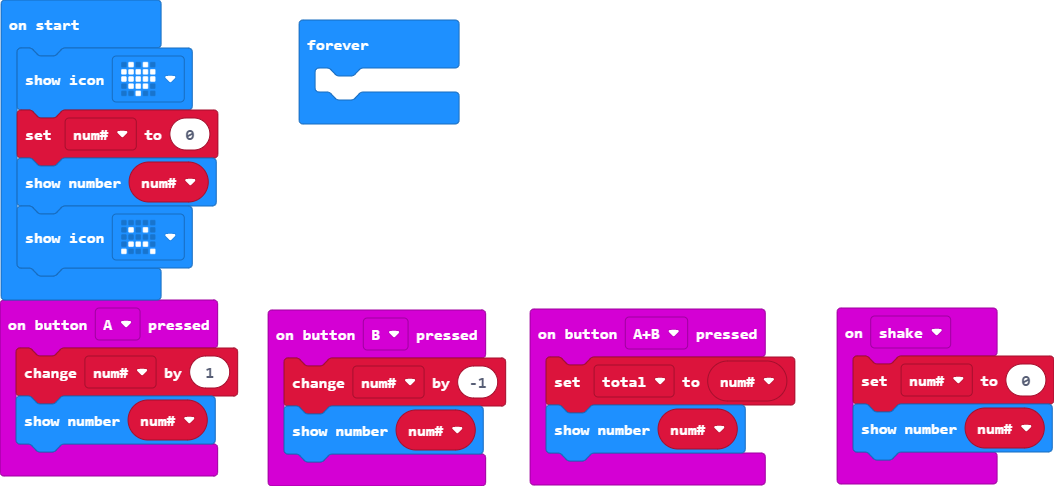 on start
show icon
set num# to 0
show number num#
show icon
forever
on button A pressed
change num# by 1
show number num#
on button B pressed
change num# by -1
show number num#
on button A+B pressed
set total to num#
show number num#
on shake
set num# to 0
show number num#